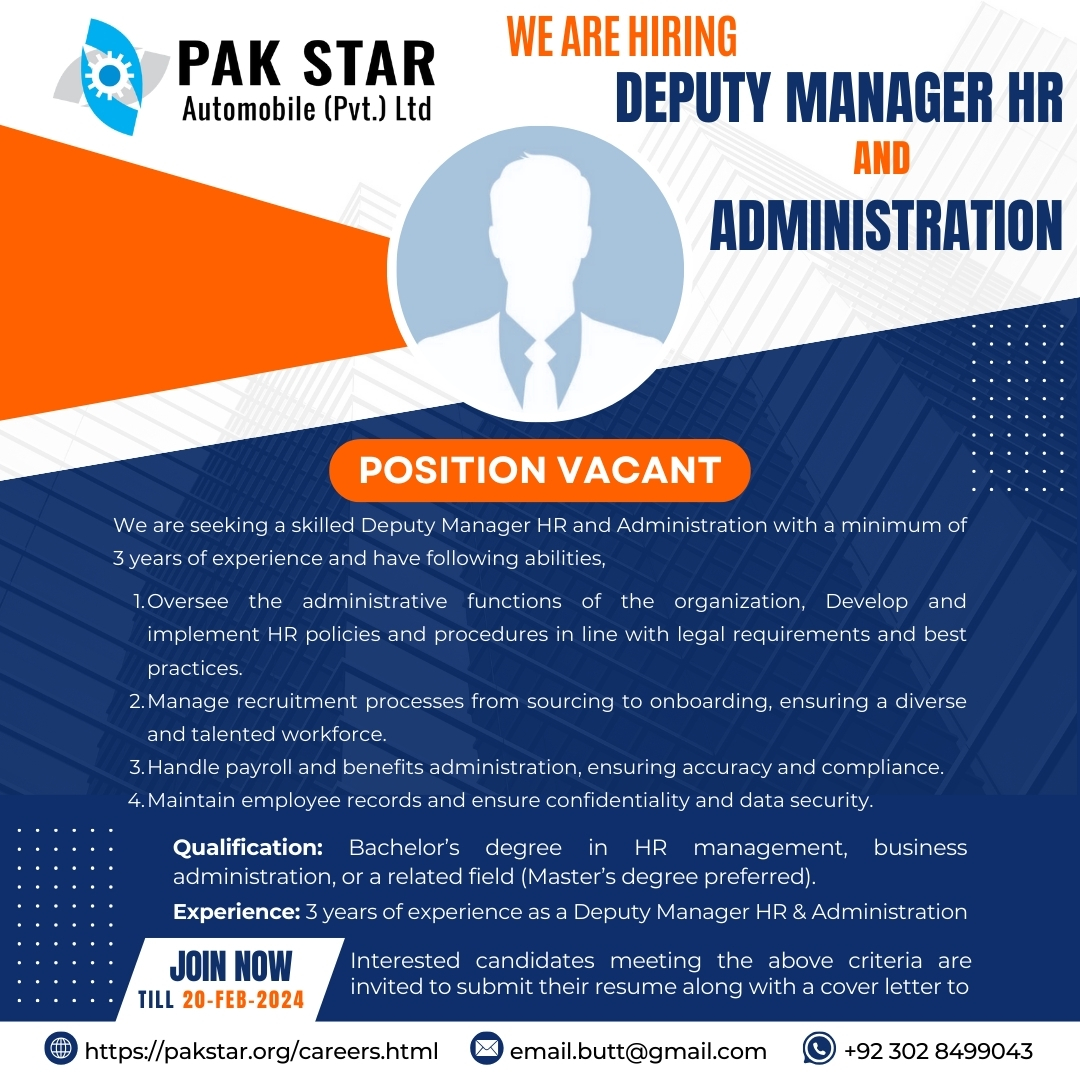 PAK STAR
Automobile (Pvt.) Ltd
WE ARE HIRING
DEPUTY MANAGER HR
AND
ADMINISTRATION
POSITION VACANT
We are seeking a skilled Deputy Manager HR and Administration with a minimum of
3 years of experience and have following abilities,
1. Oversee the administrative functions of the organization, Develop and
implement HR policies and procedures in line with legal requirements and best
practices.
2. Manage recruitment processes from sourcing to onboarding, ensuring a diverse
and talented workforce.
3. Handle payroll and benefits administration, ensuring accuracy and compliance.
4. Maintain employee records and ensure confidentiality and data security.
Qualification: Bachelor's degree in HR management, business
administration, or a related field (Master's degree preferred).
Experience: 3 years of experience as a Deputy Manager HR & Administration
JOIN NOW
TILL 20-FEB-2024
Interested candidates meeting the above criteria are
invited to submit their resume along with a cover letter to
https://pakstar.org/careers.html
email.butt@gmail.com
+92 302 8499043